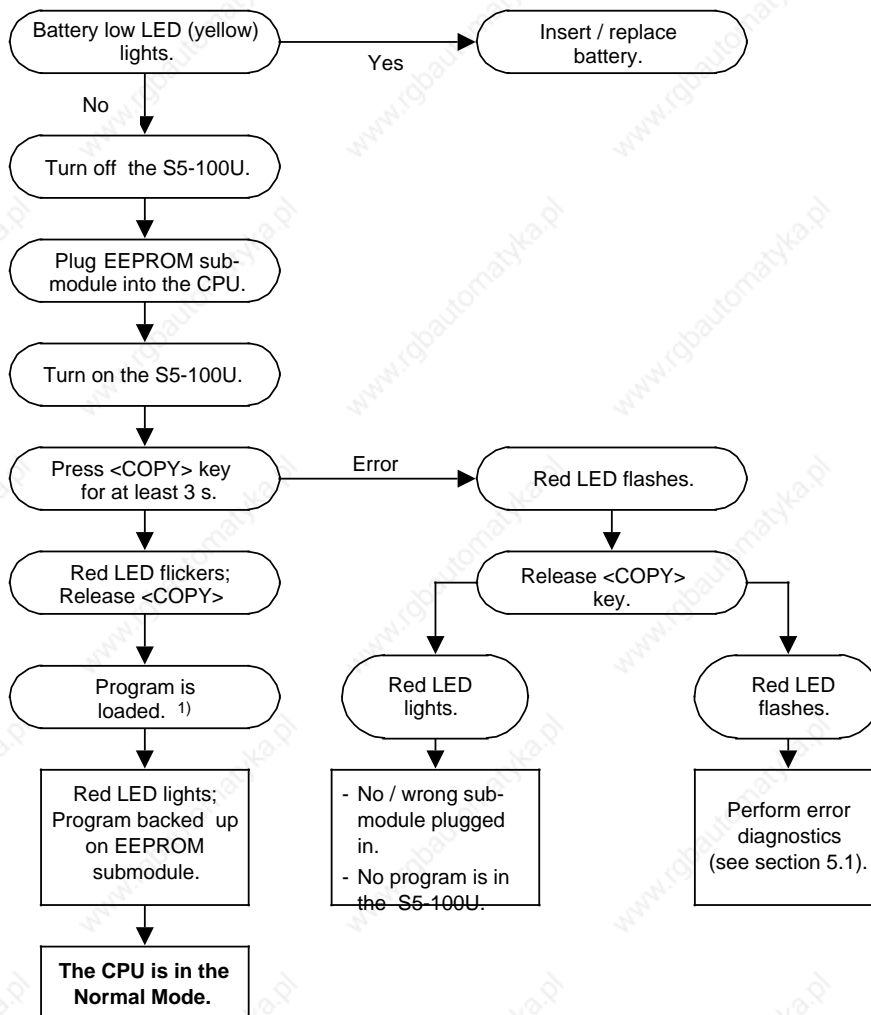 Battery low LED (yellow)
lights.
Yes
Insert / replace
battery.
No
Turn off the S5-100U.
Plug EEPROM sub-
module into the CPU.
Turn on the S5-100U.
Press <COPY> key
for at least 3 s.
Error
Red LED flashes.
Red LED flickers;
Release <COPY>
Release <COPY>
key.
Program is
loaded. 1)
Red LED
lights.
Red LED
flashes.
Red LED lights;
Program backed up
on EEPROM
submodule.
- No / wrong sub-
module plugged
in.
- No program is in
the S5-100U.
Perform error
diagnostics
(see section 5.1).
The CPU is in the
Normal Mode.
www.rgbautomatyka.pl